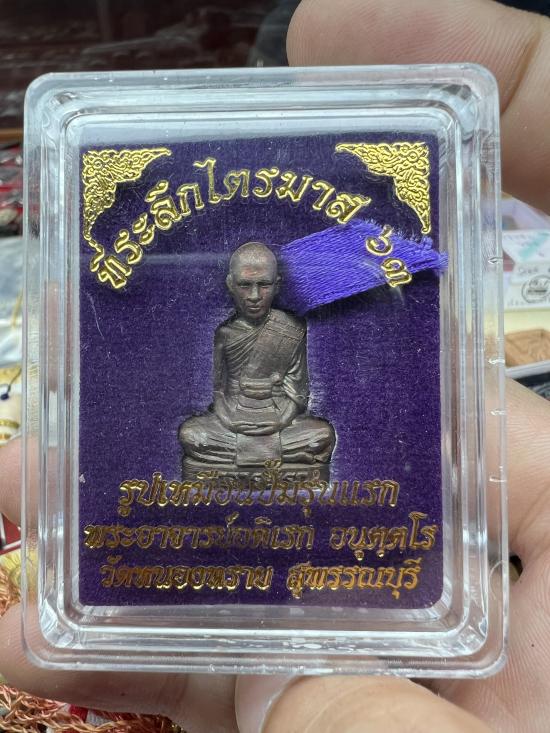 ที่ระลึกไตรมาส ๖๓
รูปเหมือนปั๊มรุ่นแรก
พระอาจารย์อดิเรก อนุตฺตโร
วัดหนองทราย สุพรรณบุรี